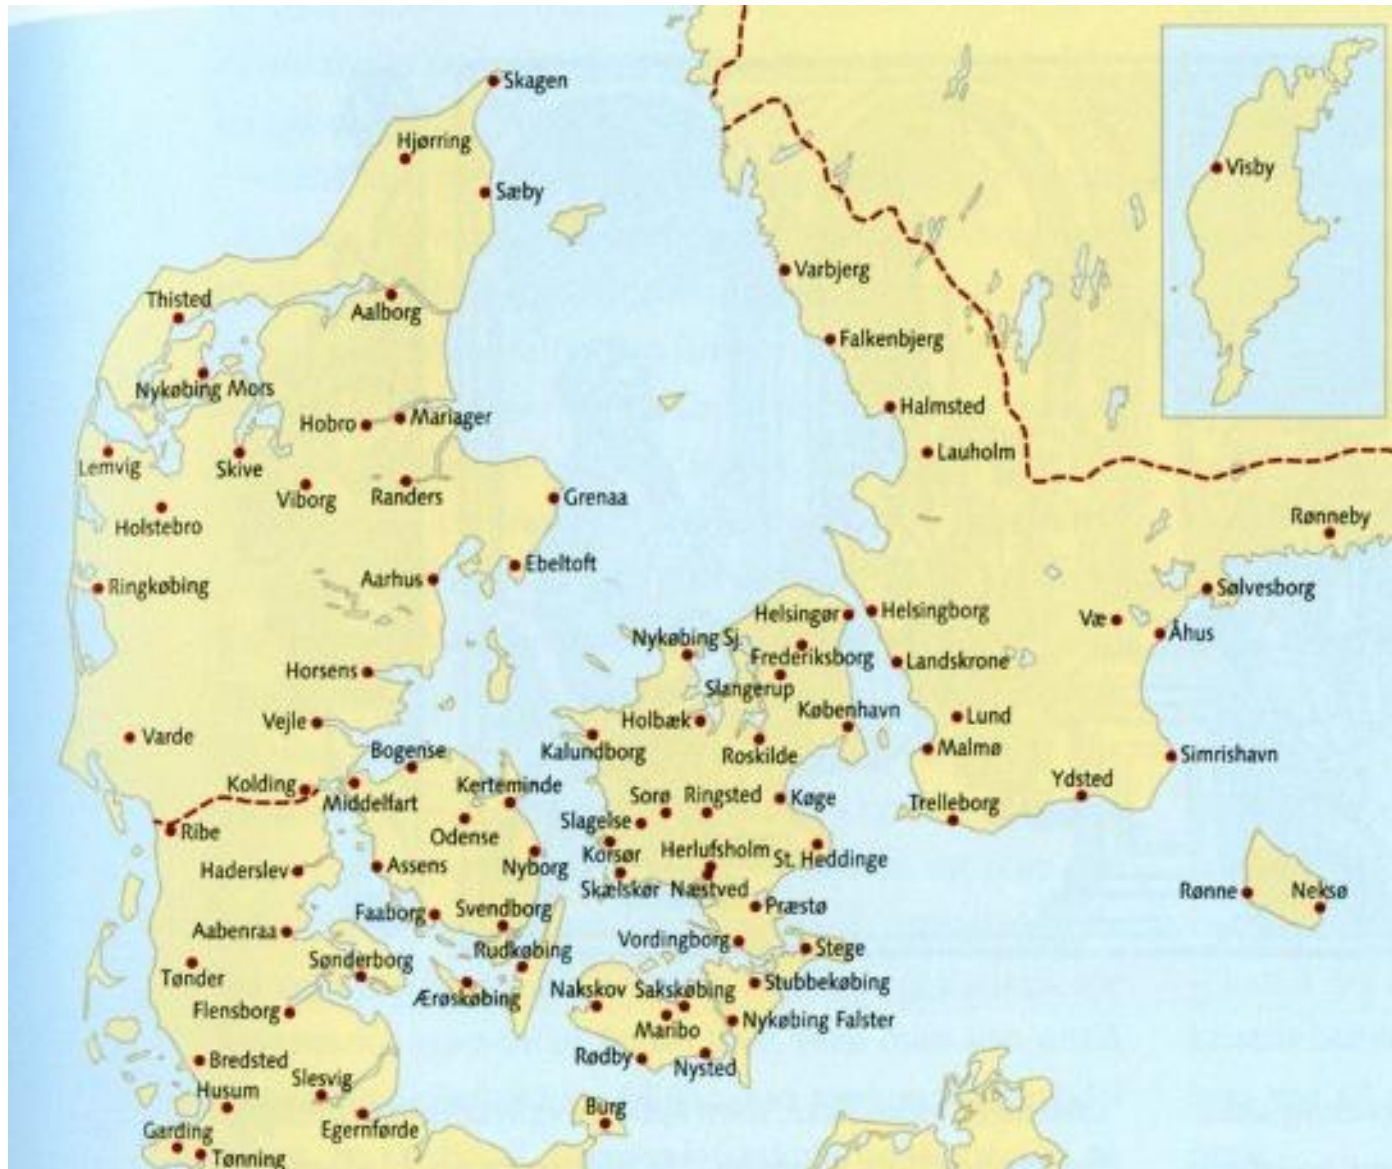 Skagen
Hjørring
Sæby
Visby
Varbjerg
Thisted
Aalborg
Falkenbjerg
Nykøbing Mors
Halmsted
Hobro
Mariager
Lauholm
Lemvig
Skive
Viborg
Randers
Grenaa
Holstebro
Rønneby
Ebeltoft
Aarhus
Ringkøbing
Sølvesborg
Helsingør
Helsingborg
Væ
Åhus
Nykøbing Sj.
Frederiksborg
Landskrone
Horsens
Slangerup
København
Lund
Vejle
Holbæk
Varde
Kalundborg
Roskilde
Malmø
Bogense
Simrishavn
Kolding
Kerteminde
Ydsted
Middelfart
Sorø
Ringsted
Køge
Trelleborg
Slagelse
Ribe
Odense
Korsør
Herlufsholm
St. Heddinge
Haderslev
Assens
Nyborg
Skælskør
Næstved
Rønne
Neksø
Faaborg
Svendborg
Præstø
Aabenraa
Vordingborg
Stege
Rudkøbing
Sønderborg
Tønder
Stubbekøbing
Ærøskøbing
Nakskov
Sakskøbing
Flensborg
Maribo
Nykøbing Falster
Bredsted
Rødby
Nysted
Slesvig
Husum
Burg
Egernførde
Garding
Tønning